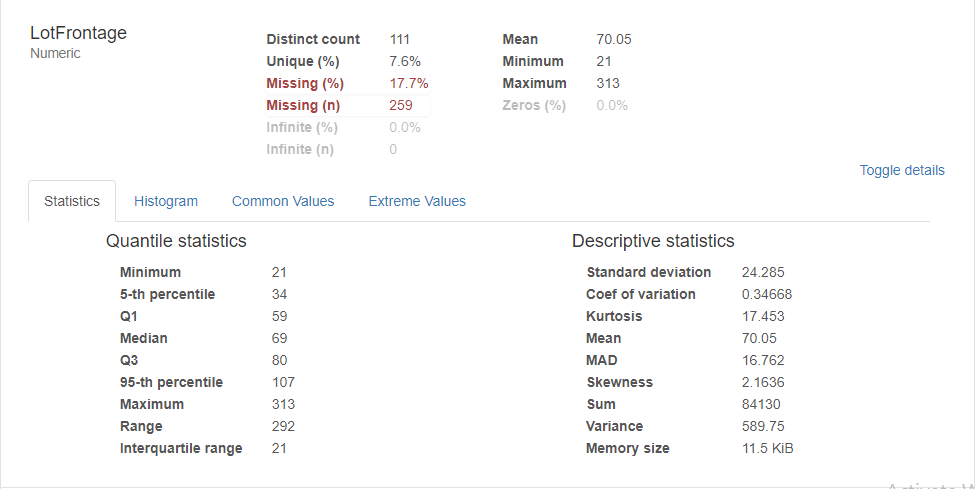 LotFrontage
Numeric
Distinct count 111
Unique (%) 7.6%
Missing (%) 17.7%
Missing (n) 259
Infinite (%) 0.0%
Infinite (n) 0
Mean 70.05
Minimum 21
Maximum 313
Zeros (%) 0.0%
Toggle details
Statistics Histogram Common Values Extreme Values
Quantile statistics
Minimum 21
5-th percentile 34
Q1 59
Median 69
Q3 80
95-th percentile 107
Maximum 313
Range 292
Interquartile range 21
Descriptive statistics
Standard deviation 24.285
Coef of variation 0.34668
Kurtosis 17.453
Mean 70.05
MAD 16.762
Skewness 2.1636
Sum 84130
Variance 589.75
Memory size 11.5 KiB